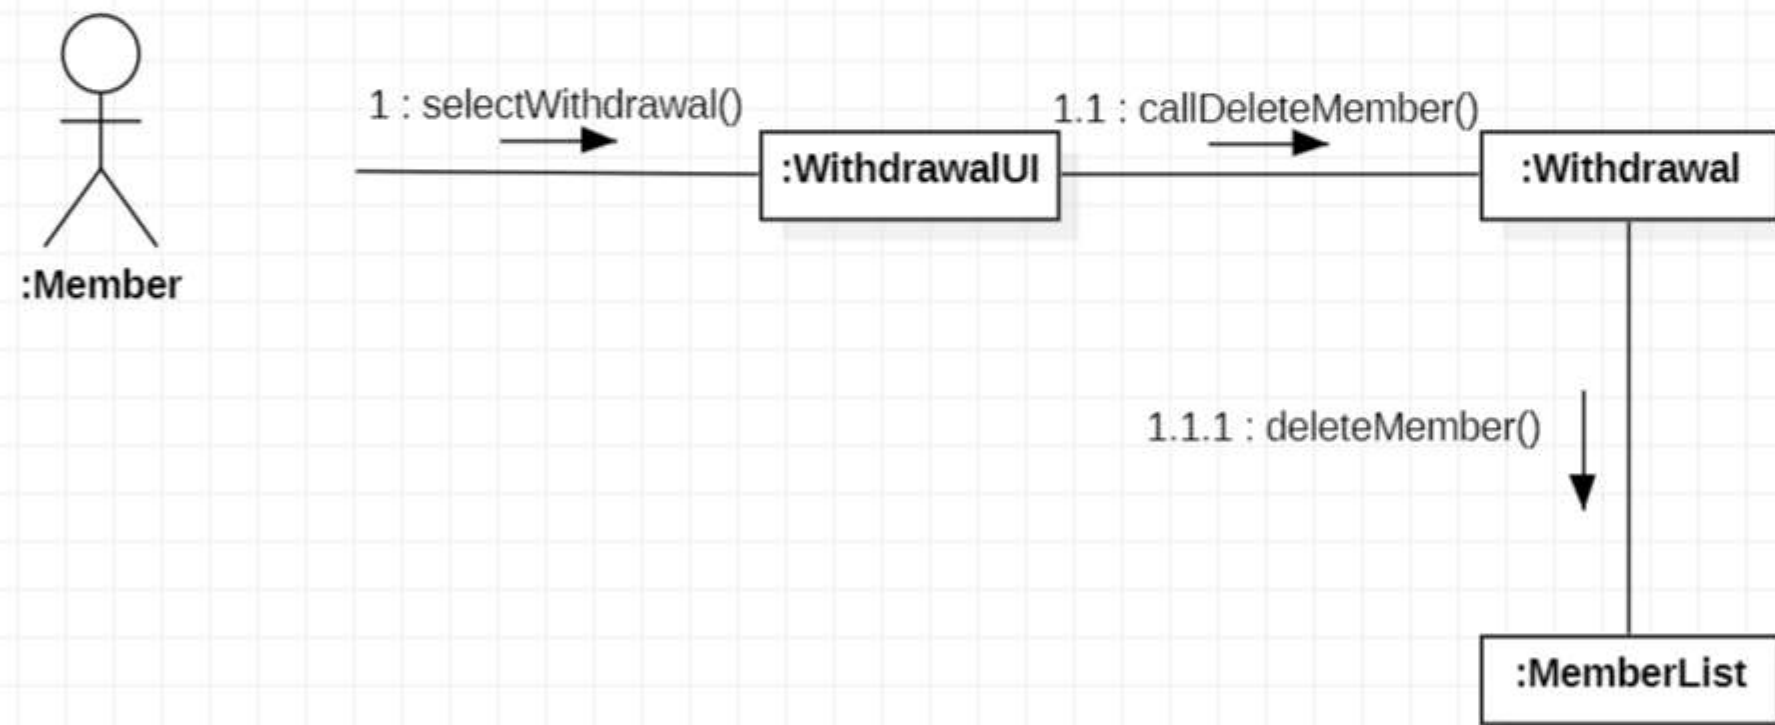 1 : selectWithdrawal()
1.1 : callDeleteMember()
:WithdrawalUI
:Withdrawal
:Member
1.1.1 : deleteMember()
:MemberList